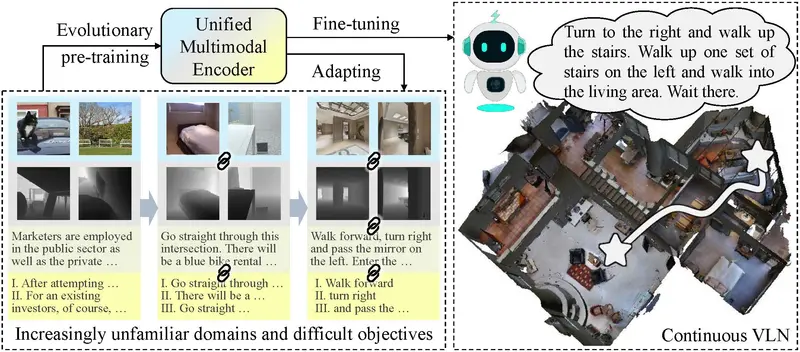 Evolutionary
pre-training
Unified
Multimodal
Encoder
Fine-tuning
Adapting
Turn to the right and walk up
the stairs. Walk up one set of
stairs on the left and walk into
the living area. Wait there.
Marketers are employed
in the public sector as
well as the private …
I. After attempting …
II. For an existing
investors, of course, …
Go straight through this
intersection. There will
be a blue bike rental …
I. Go straight through …
II. There will be a …
III. Go straight …
Walk forward, turn right
and pass the mirror on
the left. Enter the …
I. Walk forward
II. turn right
III. and pass the …
Increasingly unfamiliar domains and difficult objectives
Continuous VLN